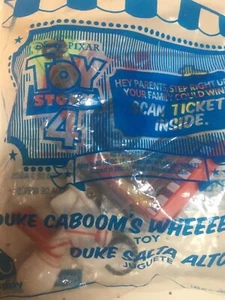 PIXAR
TOY
STORY
4
HEY PARENTS, STEP RIGHT U
YOUR FAMILY COULD WIN
SCAN TICKET
INSIDE.
DUKE CABOOM'S WHEEEE
TOY
DUKE SALTA ALTO
JUGUETE